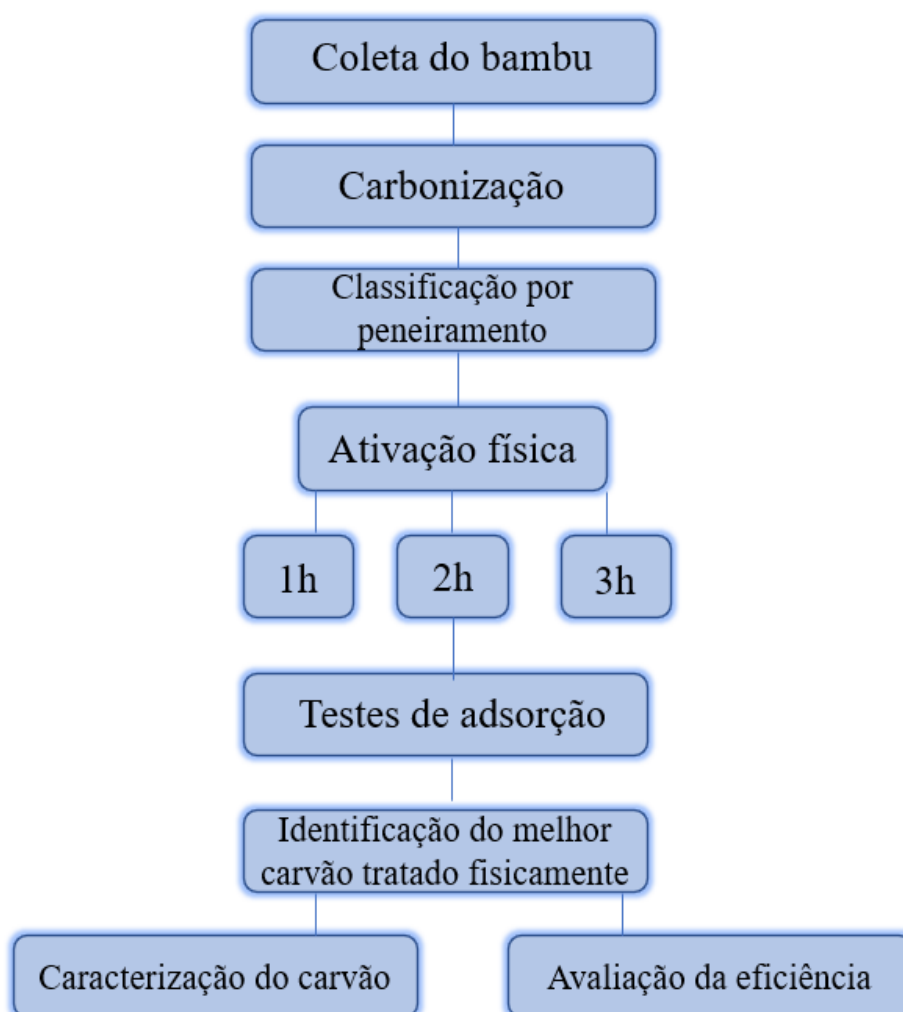 Coleta do bambu
Carbonização
Classificação por
peneiramento
Ativação física
1h
2h
3h
Testes de adsorção
Identificação do melhor
carvão tratado fisicamente
Caracterização do carvão
Avaliação da eficiência